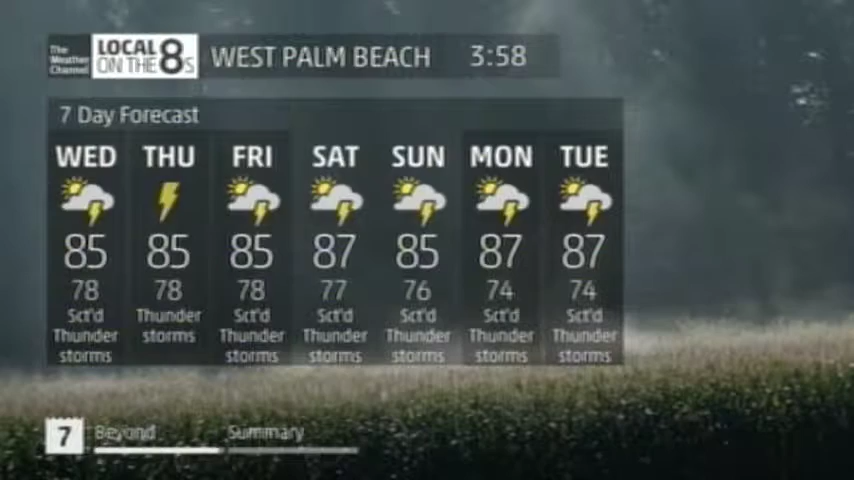 The Weather Channel
LOCAL ON THE 8s
WEST PALM BEACH 3:58
7 Day Forecast
WED THU FRI SAT SUN MON TUE
85 85 85 87 85 87 87
78 78 78 77 76 74 74
Sct'd Thunder storms
Thunder storms
Sct'd Thunder storms
Sct'd Thunder storms
Sct'd Thunder storms
Sct'd Thunder storms
Sct'd Thunder storms
7 Beyond Summary